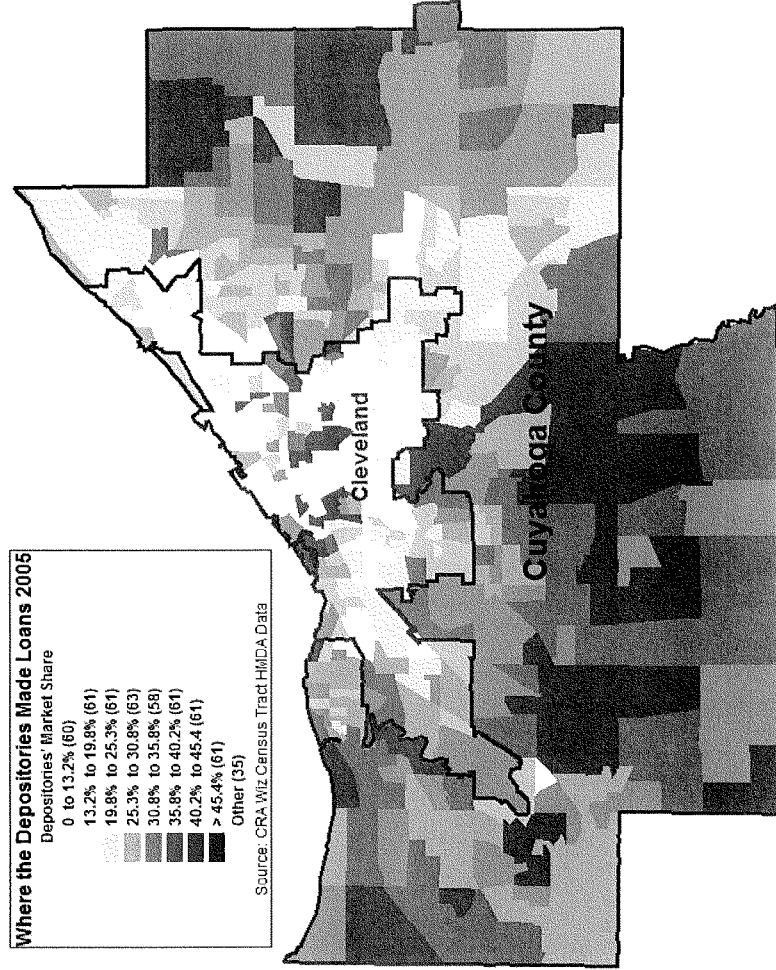 Where the Depositories Made Loans 2005
Depositories' Market Share
0 to 13.2% (60)
13.2% to 19.8% (61)
19.8% to 25.3% (61)
25.3% to 30.8% (63)
30.8% to 35.8% (58)
35.8% to 40.2% (61)
40.2% to 45.4 (61)
> 45.4% (61)
Other (35)
Source: CRA Wiz Census Tract HMDA Data
Cleveland
Cuyahoga County